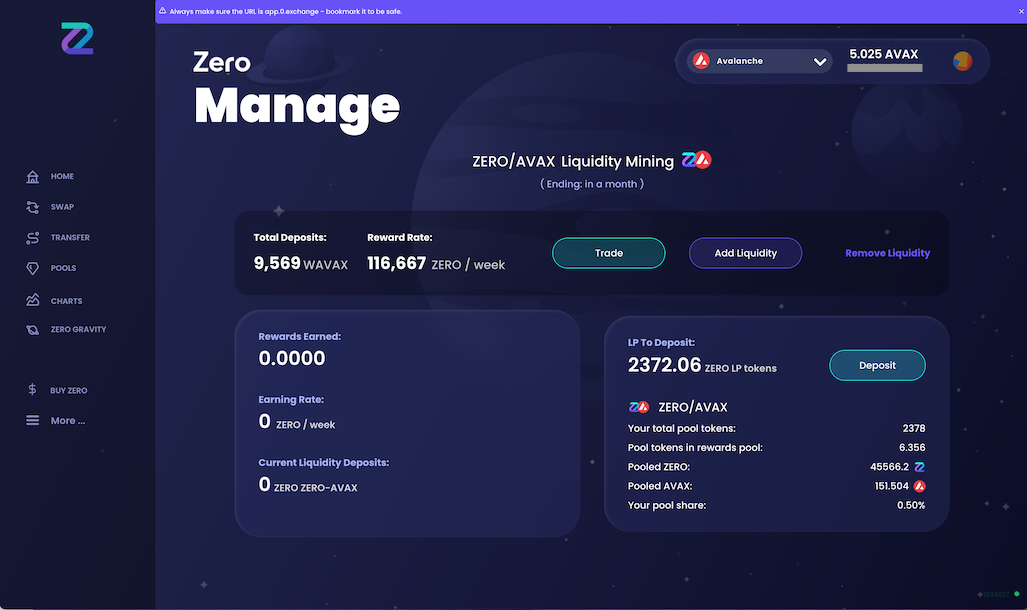 Always make sure the URL is app.0.exchange - bookmark it to be safe.
Zero
Manage
Avalanche
5.025 AVAX
HOME
SWAP
TRANSFER
POOLS
CHARTS
ZERO GRAVITY
BUY ZERO
More ...
ZERO/AVAX Liquidity Mining
( Ending: in a month )
Total Deposits:
9,569 WAVAX
Reward Rate:
116,667 ZERO / week
Trade
Add Liquidity
Remove Liquidity
Rewards Earned:
0.0000
Earning Rate:
0 ZERO / week
Current Liquidity Deposits:
0 ZERO ZERO-AVAX
LP To Deposit:
2372.06 ZERO LP tokens
Deposit
ZERO/AVAX
Your total pool tokens: 2378
Pool tokens in rewards pool: 6.356
Pooled ZERO: 45566.2
Pooled AVAX: 151.504
Your pool share: 0.50%